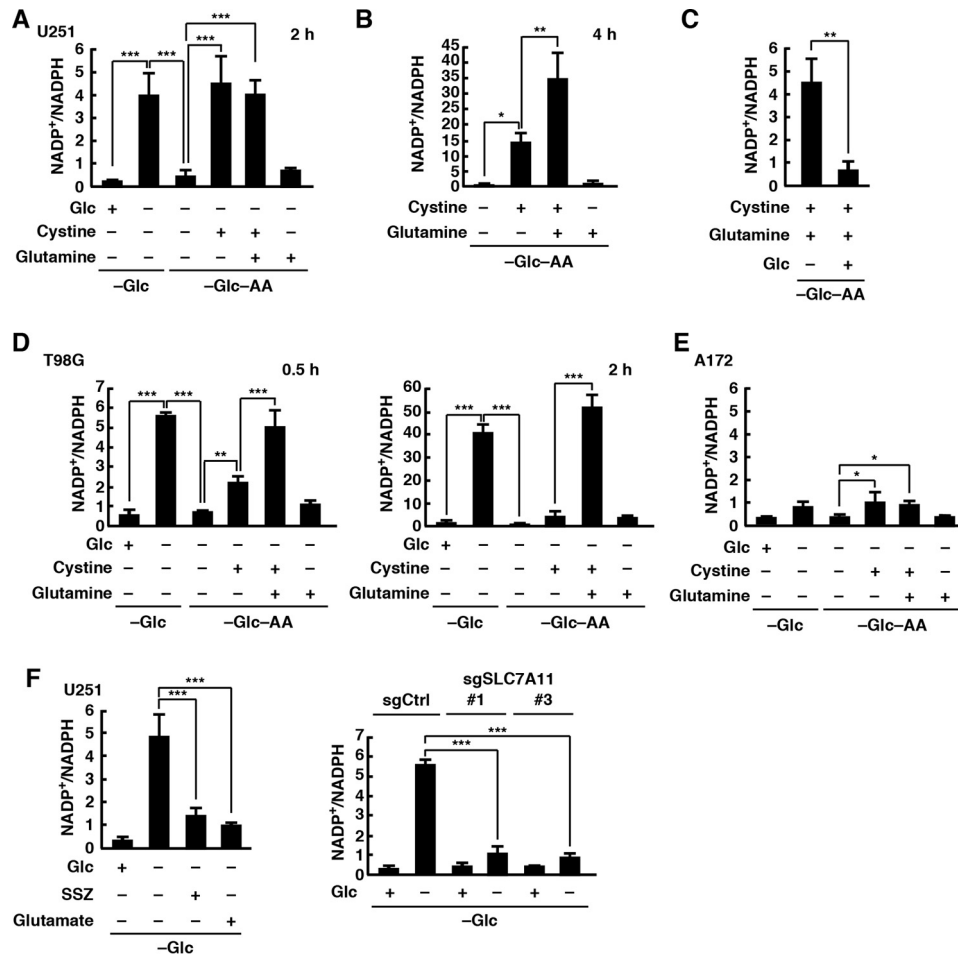 A
U251
2 h
NADP+/NADPH
6
5
4
3
2
1
0
*** *** *** ***
Glc + – – – – –
Cystine – – – + + –
Glutamine – – – – + +
–Glc –Glc–AA
B
4 h
NADP+/NADPH
45
40
35
30
25
20
15
10
5
0
* **
Cystine – + + –
Glutamine – – + +
–Glc–AA
C
NADP+/NADPH
6
5
4
3
2
1
0
**
Cystine + +
Glutamine + +
Glc – +
–Glc–AA
D
T98G
0.5 h
NADP+/NADPH
7
6
5
4
3
2
1
0
*** *** ** ***
Glc + – – – – –
Cystine – – – + + –
Glutamine – – – – + +
–Glc –Glc–AA
2 h
NADP+/NADPH
60
50
40
30
20
10
0
*** *** ***
Glc + – – – – –
Cystine – – – + + –
Glutamine – – – – + +
–Glc –Glc–AA
E
A172
NADP+/NADPH
6
5
4
3
2
1
0
* *
Glc + – – – – –
Cystine – – – + + –
Glutamine – – – – + +
–Glc –Glc–AA
F
U251
NADP+/NADPH
6
5
4
3
2
1
0
*** ***
Glc + – – –
SSZ – – + –
Glutamate – – – +
–Glc
sgSLC7A11
sgCtrl #1 #3
NADP+/NADPH
7
6
5
4
3
2
1
0
*** ***
Glc + – + – + –
–Glc